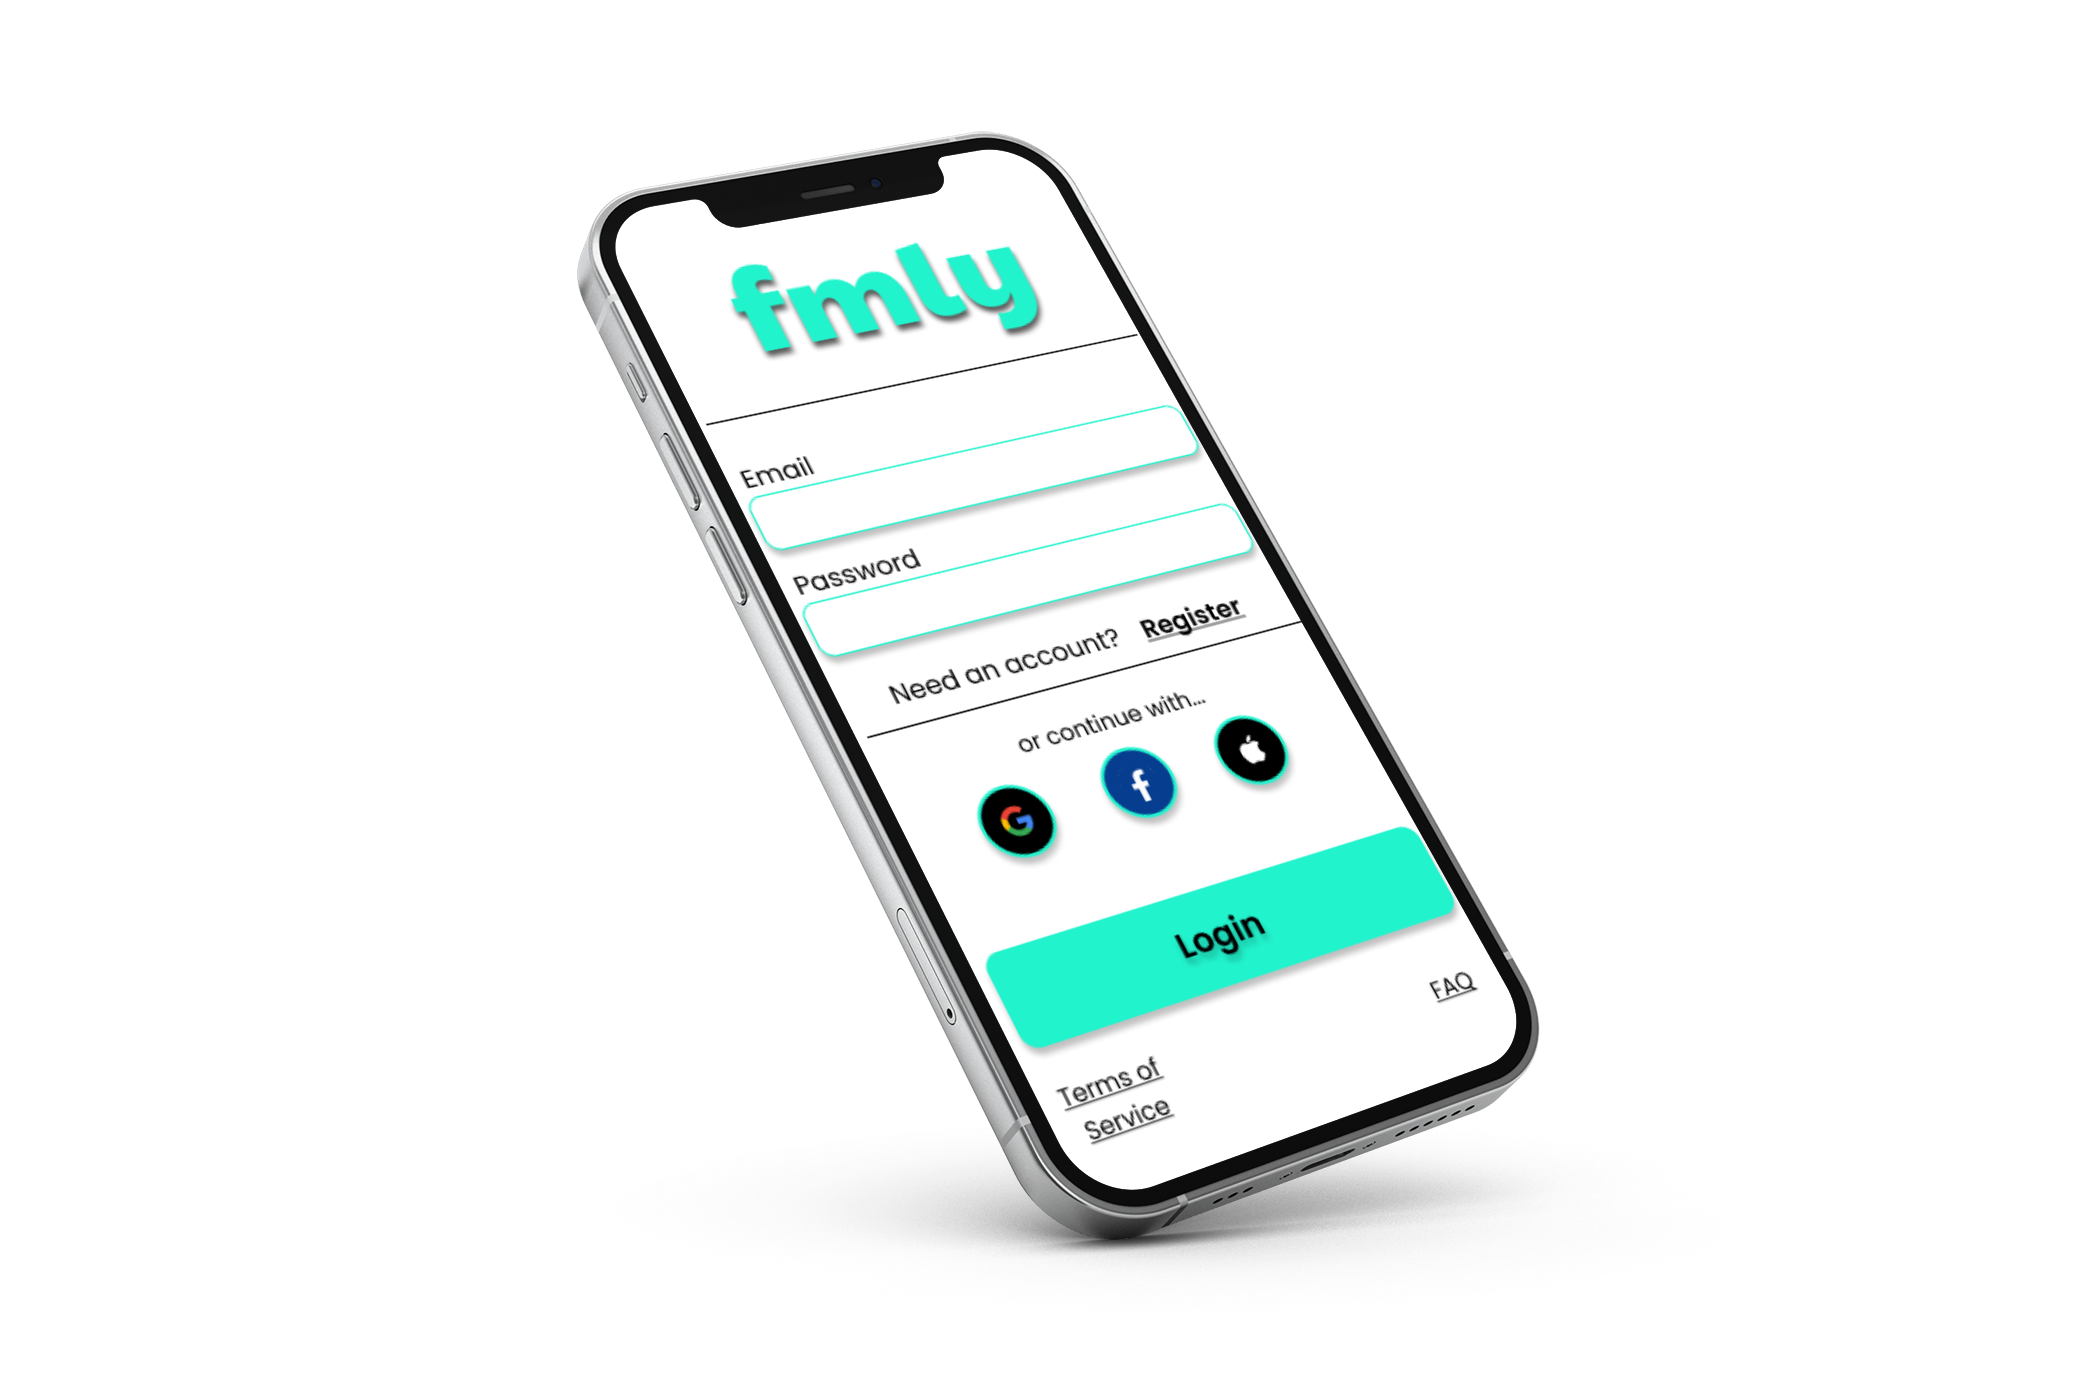 fmly
Email
Password
Need an account? Register
or continue with...
Login
FAQ
Terms of
Service